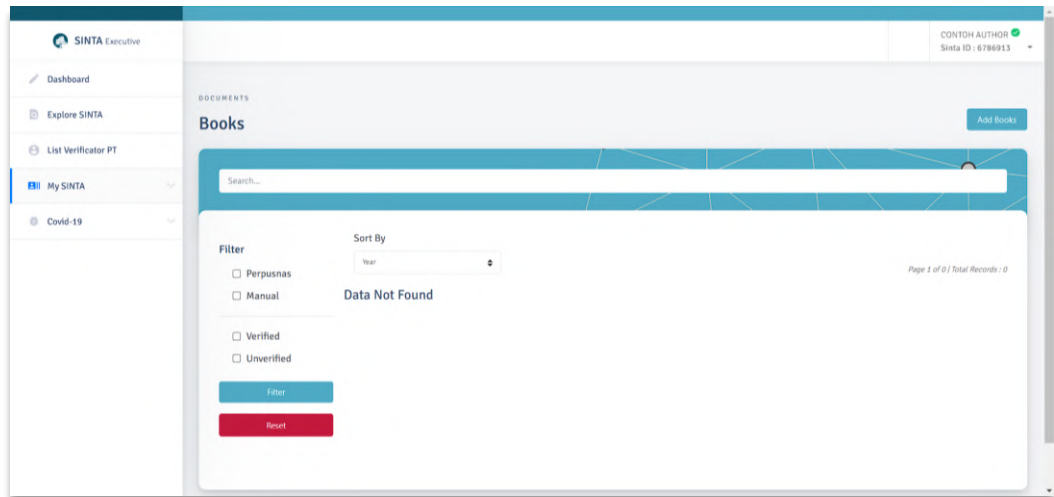 SINTA Executive
CONTOH AUTHOR
Sinta ID : 6786913
Dashboard
Explore SINTA
List Verificator PT
My SINTA
Covid-19
DOCUMENTS
Books
Add Books
Search...
Filter
Perpusnas
Manual
Verified
Unverified
Filter
Reset
Sort By
Year
Page 1 of 0 | Total Records : 0
Data Not Found